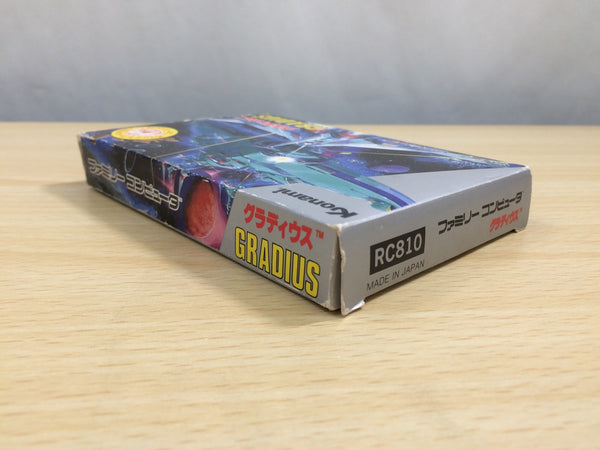 ファミリー コンピュータ
Konami
グラディウス™
GRADIUS
RC810
MADE IN JAPAN
ファミリー コンピュータ
グラディウス